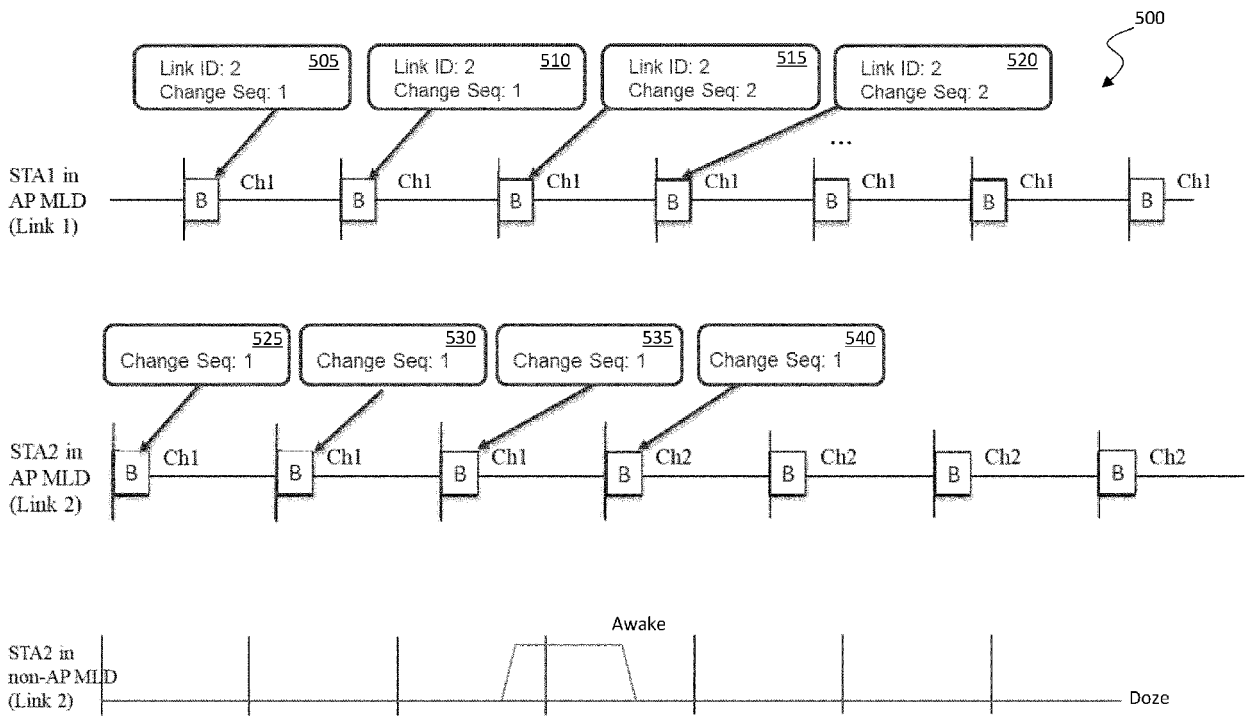 500
505
Link ID: 2
Change Seq: 1
510
Link ID: 2
Change Seq: 1
515
Link ID: 2
Change Seq: 2
520
Link ID: 2
Change Seq: 2
...
STA1 in
AP MLD
(Link 1)
B Ch1 B Ch1 B Ch1 B Ch1 B Ch1 B Ch1 B Ch1
525
Change Seq: 1
530
Change Seq: 1
535
Change Seq: 1
540
Change Seq: 1
STA2 in
AP MLD
(Link 2)
B Ch1 B Ch1 B Ch1 B Ch2 B Ch2 B Ch2 B Ch2
Awake
STA2 in
non-AP MLD
(Link 2)
Doze